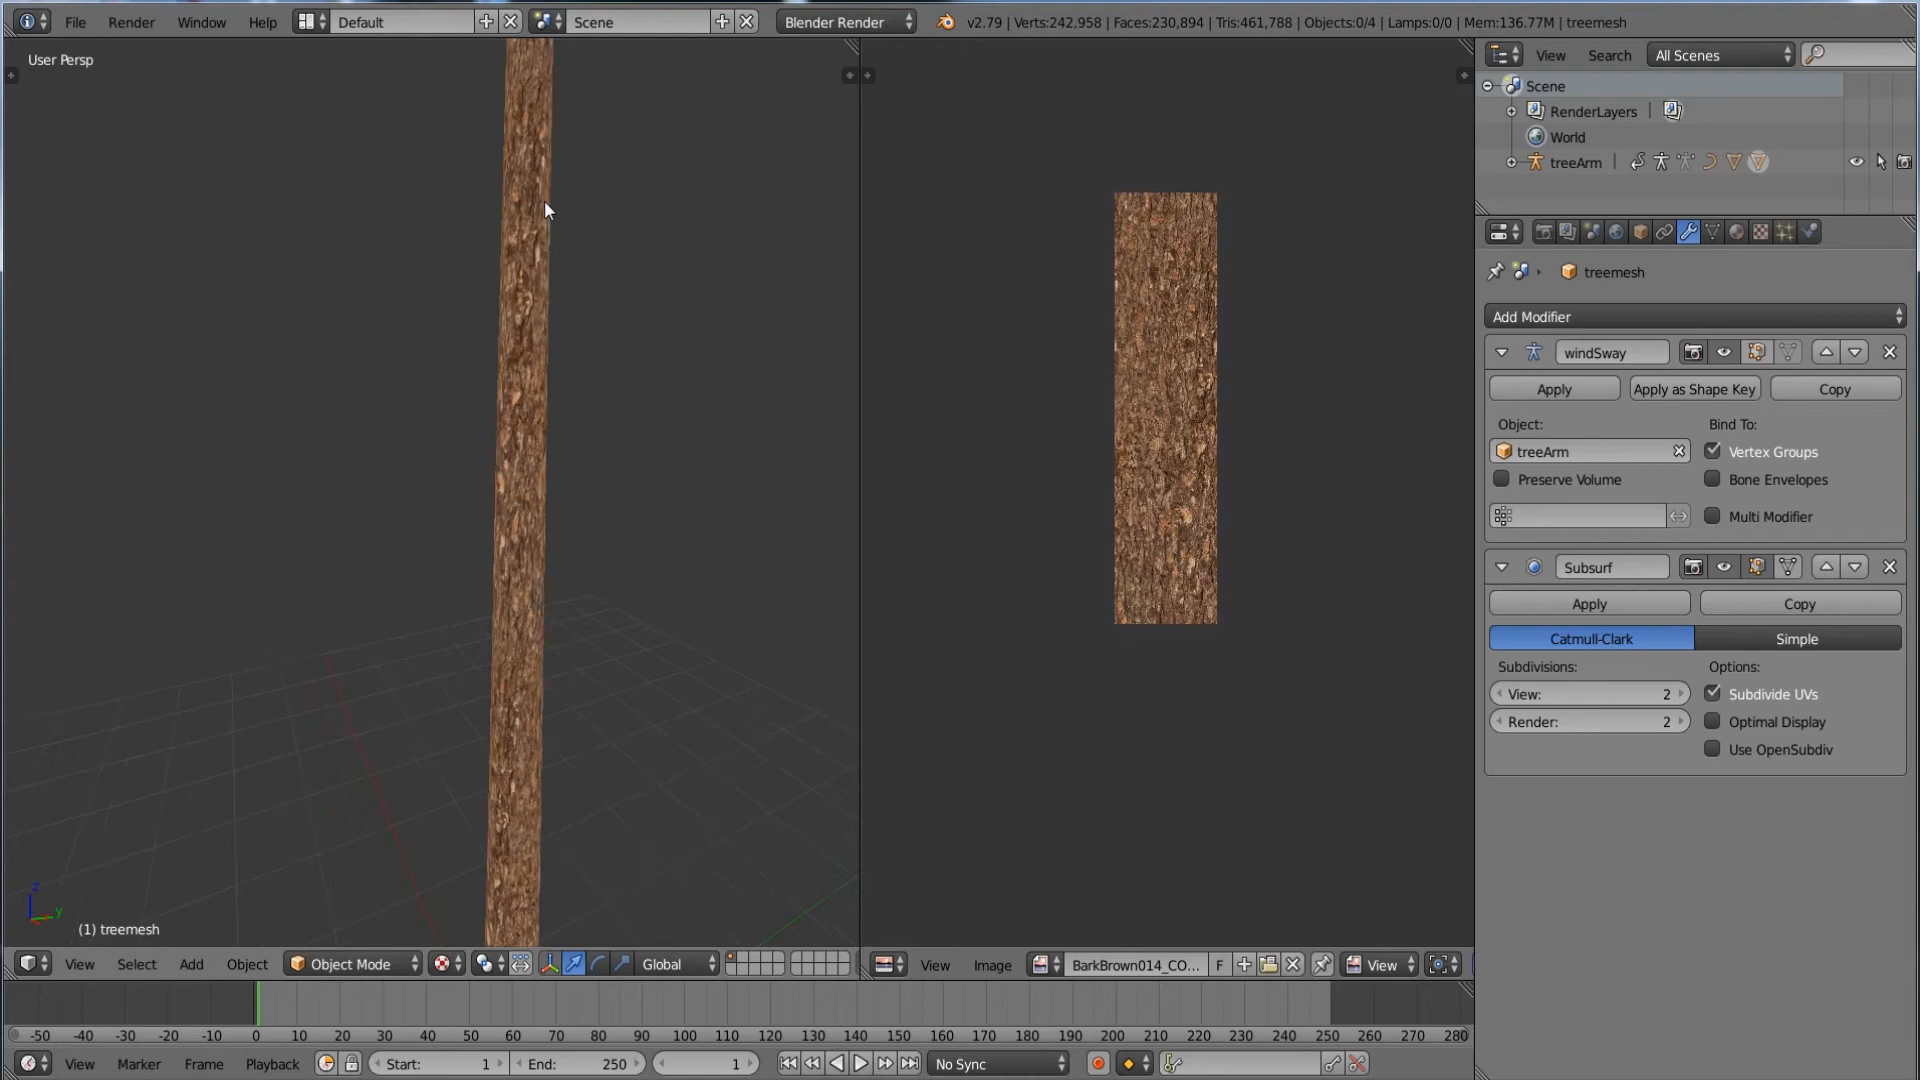 File Render Window Help Default Scene Blender Render v2.79 | Verts:242,958 | Faces:230,894 | Tris:461,788 | Objects:0/4 | Lamps:0/0 | Mem:136.77M | treemesh
User Persp
View Search All Scenes
Scene
RenderLayers
World
treeArm
treemesh
Add Modifier
windSway
Apply Apply as Shape Key Copy
Object: Bind To:
treeArm Vertex Groups
Preserve Volume Bone Envelopes
Multi Modifier
Subsurf
Apply Copy
Catmull-Clark Simple
Subdivisions: Options:
View: 2 Subdivide UVs
Render: 2 Optimal Display
Use OpenSubdiv
z
y
(1) treemesh
View Select Add Object Object Mode Global
View Image BarkBrown014_CO... F View
-50 -40 -30 -20 -10 0 10 20 30 40 50 60 70 80 90 100 110 120 130 140 150 160 170 180 190 200 210 220 230 240 250 260 270 280
View Marker Frame Playback Start: 1 End: 250 1 No Sync